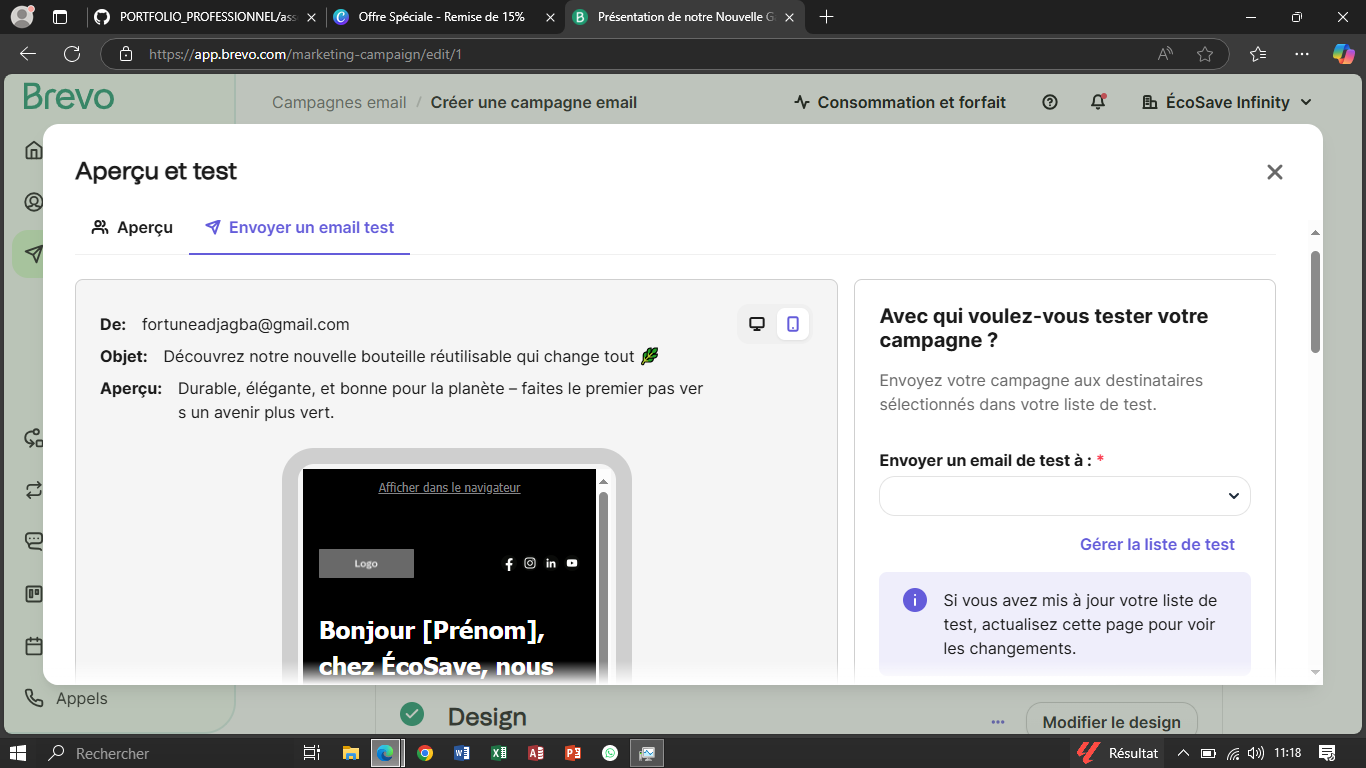 PORTFOLIO_PROFESSIONNEL/ass
Offre Spéciale - Remise de 15%
Présentation de notre Nouvelle G
https://app.brevo.com/marketing-campaign/edit/1
Brevo
Campagnes email / Créer une campagne email
Consommation et forfait
ÉcoSave Infinity
Aperçu et test
Aperçu
Envoyer un email test
De: fortuneadjagba@gmail.com
Objet: Découvrez notre nouvelle bouteille réutilisable qui change tout
Aperçu: Durable, élégante, et bonne pour la planète – faites le premier pas ver
s un avenir plus vert.
Afficher dans le navigateur
Logo
Bonjour [Prénom],
chez ÉcoSave, nous
Avec qui voulez-vous tester votre
campagne ?
Envoyez votre campagne aux destinataires
sélectionnés dans votre liste de test.
Envoyer un email de test à : *
Gérer la liste de test
Si vous avez mis à jour votre liste de
test, actualisez cette page pour voir
les changements.
Appels
Design
Modifier le design
Rechercher
Résultat
11:18